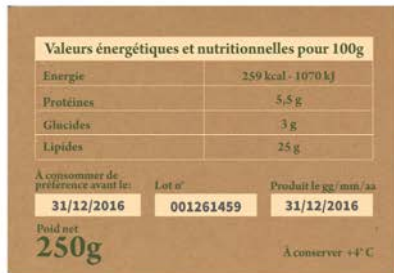 Valeurs énergétiques et nutritionnelles pour 100g
Energie 259 kcal - 1070 kJ
Protéines 5,5 g
Glucides 3 g
Lipides 25 g
À consommer de
préférence avant le: Lot n° Produit le gg/mm/aa
31/12/2016 001261459 31/12/2016
Poid net
250g
À conserver +4° C